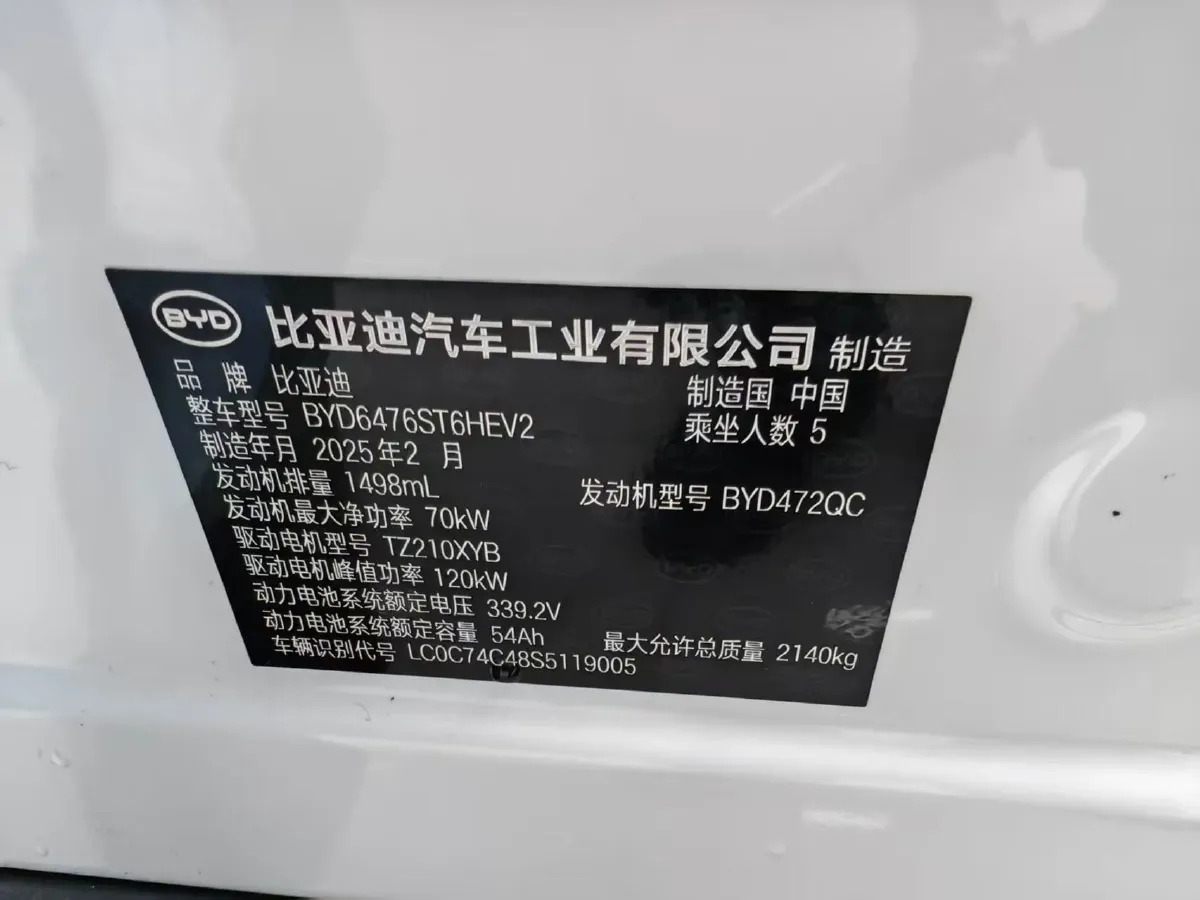 BYD 比亚迪汽车工业有限公司 制造
品 牌 比亚迪 制造国 中国
整车型号 BYD6476ST6HEV2 乘坐人数 5
制造年月 2025年2 月
发动机排量 1498mL 发动机型号 BYD472QC
发动机最大净功率 70kW
驱动电机型号 TZ210XYB
驱动电机峰值功率 120kW
动力电池系统额定电压 339.2V
动力电池系统额定容量 54Ah 最大允许总质量 2140kg
车辆识别代号 LC0C74C48S5119005